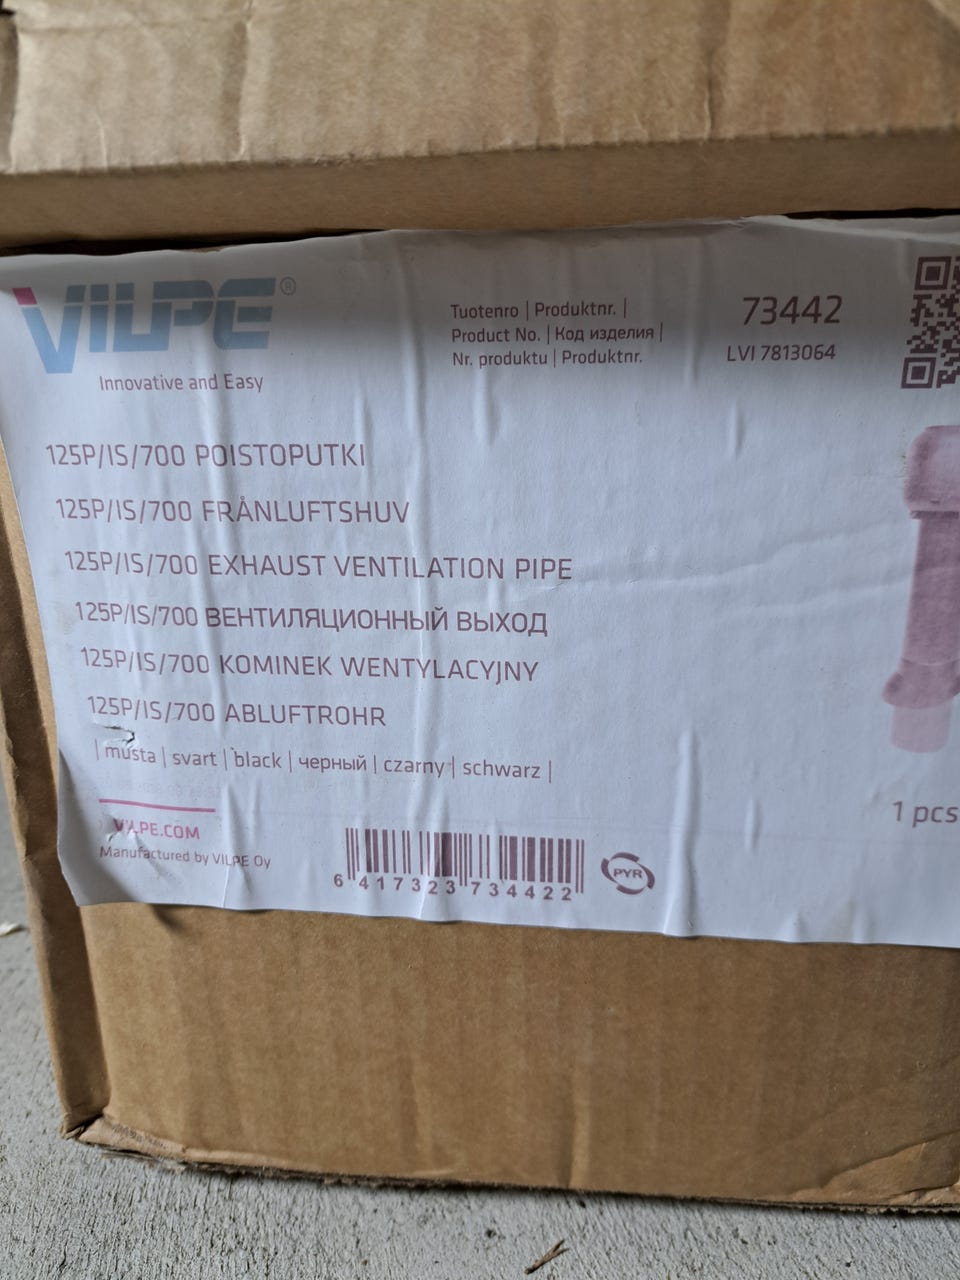 VILPE®
Innovative and Easy
Tuotenro | Produktnr. |
Product No. | Код изделия |
Nr. produktu | Produktnr.
73442
LVI 7813064
125P/IS/700 POISTOPUTKI
125P/IS/700 FRÅNLUFTSHUV
125P/IS/700 EXHAUST VENTILATION PIPE
125P/IS/700 ВЕНТИЛЯЦИОННЫЙ ВЫХОД
125P/IS/700 KOMINEK WENTYLACYJNY
125P/IS/700 ABLUFTROHR
| musta | svart | black | черный | czarny | schwarz |
1 pcs
VILPE.COM
Manufactured by VILPE Oy
6 417323 734422
PYR